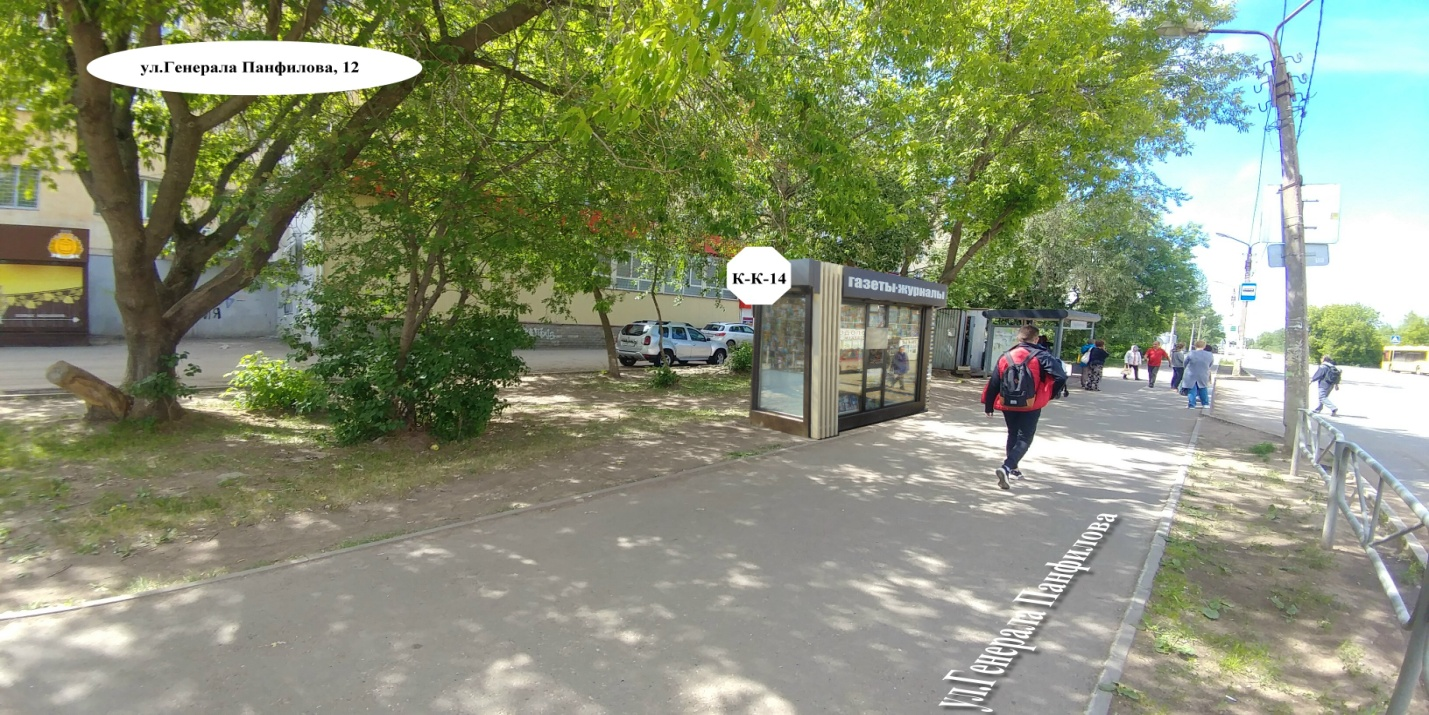 ул.Генерала Панфилова, 12
К-К-14
газеты-журналы
ул.Генерала Панфилова